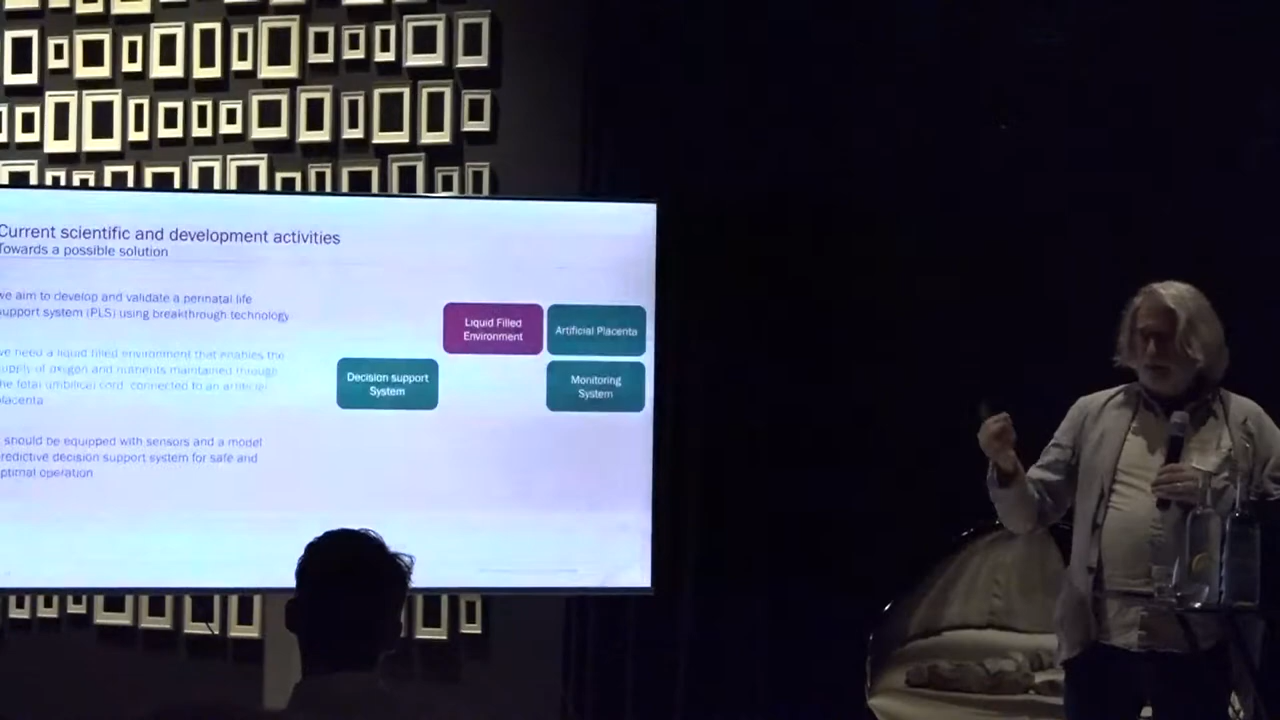 Current scientific and development activities
Towards a possible solution
we aim to develop and validate a perinatal life
support system (PLS) using breakthrough technology
we need a liquid filled environment that enables the
supply of oxygen and nutrients maintained through
the fetal umbilical cord, connected to an artificial
placenta
should be equipped with sensors and a model
predictive decision support system for safe and
optimal operation
Liquid Filled
Environment
Artificial Placenta
Decision support
System
Monitoring
System